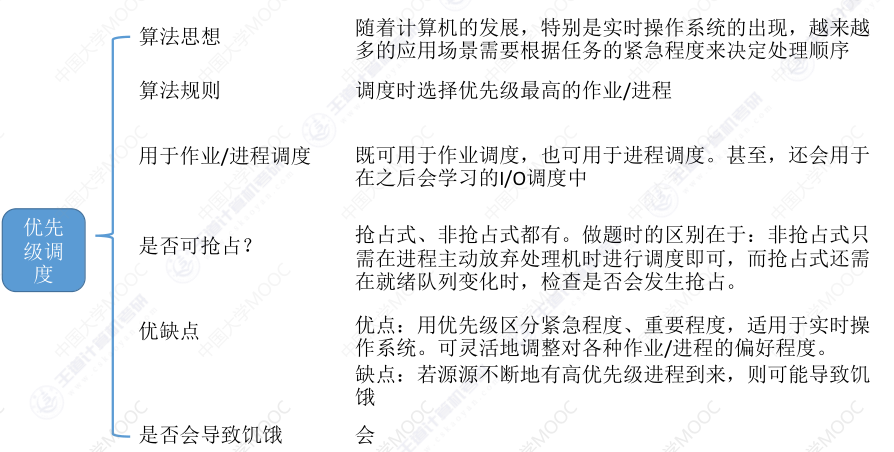 优先
级调
度
算法思想
随着计算机的发展，特别是实时操作系统的出现，越来越
多的应用场景需要根据任务的紧急程度来决定处理顺序
算法规则
调度时选择优先级最高的作业/进程
用于作业/进程调度
既可用于作业调度，也可用于进程调度。甚至，还会用于
在之后会学习的I/O调度中
是否可抢占？
抢占式、非抢占式都有。做题时的区别在于：非抢占式只
需在进程主动放弃处理机时进行调度即可，而抢占式还需
在就绪队列变化时，检查是否会发生抢占。
优缺点
优点：用优先级区分紧急程度、重要程度，适用于实时操
作系统。可灵活地调整对各种作业/进程的偏好程度。
缺点：若源源不断地有高优先级进程到来，则可能导致饥
饿
是否会导致饥饿
会